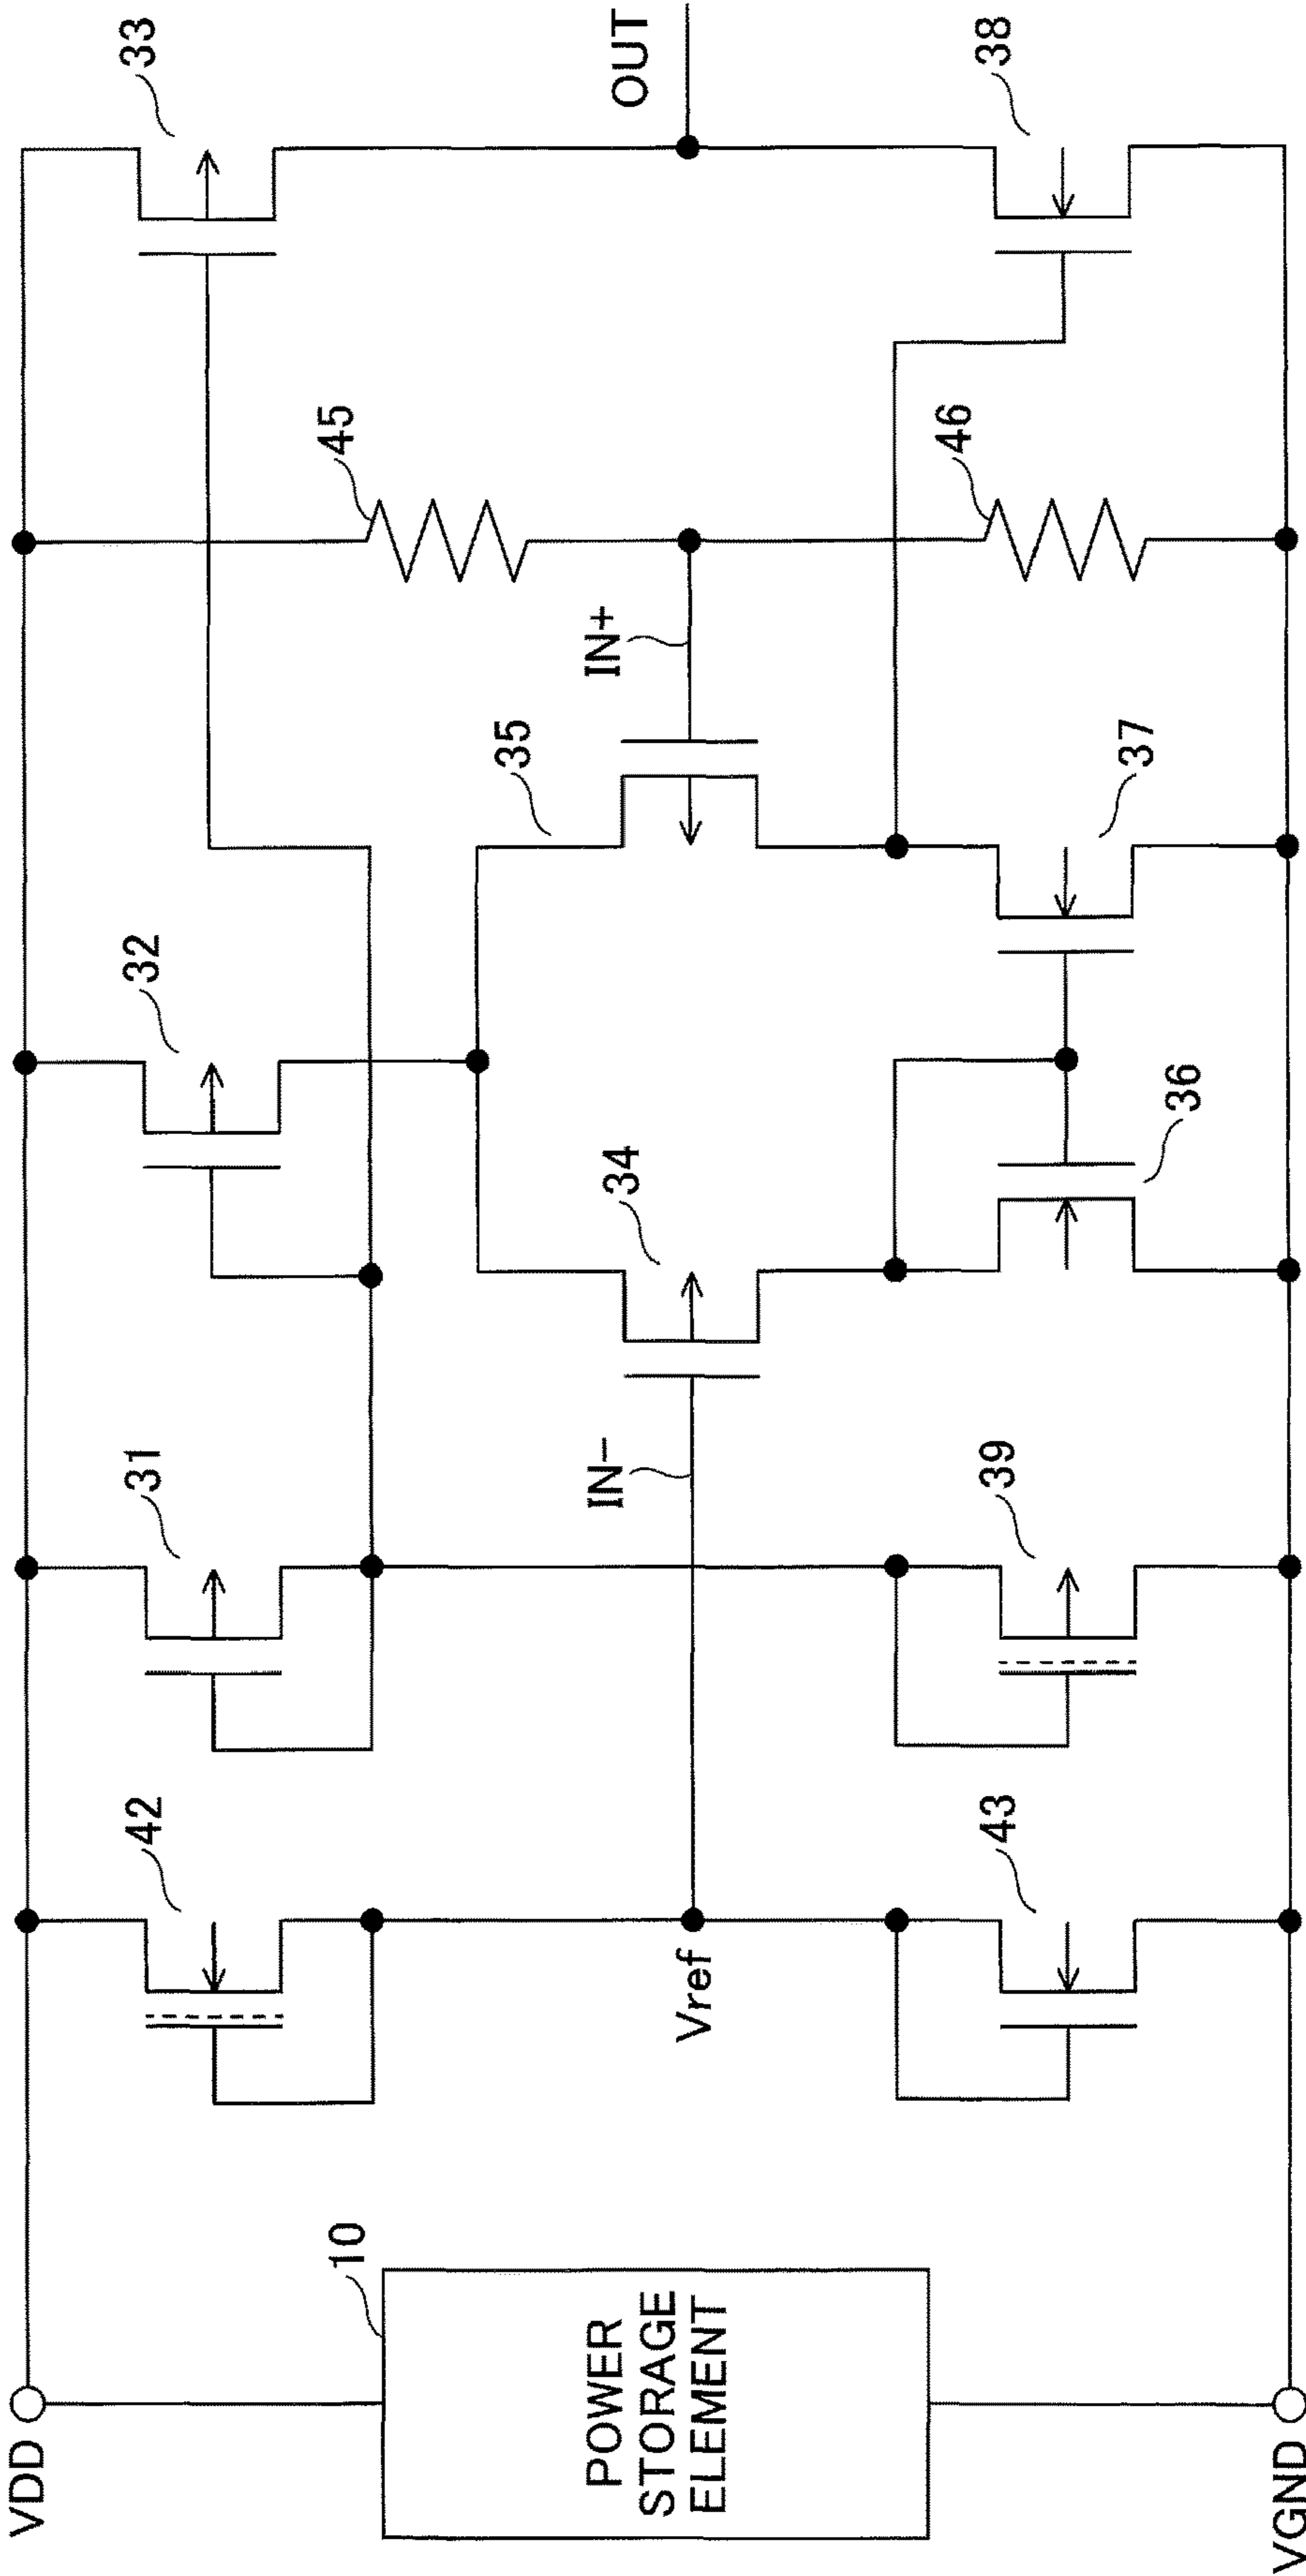 VDD
VGND
10
POWER
STORAGE
ELEMENT
42
43
Vref
31
39
IN−
32
34
36
35
37
IN+
45
46
33
38
OUT